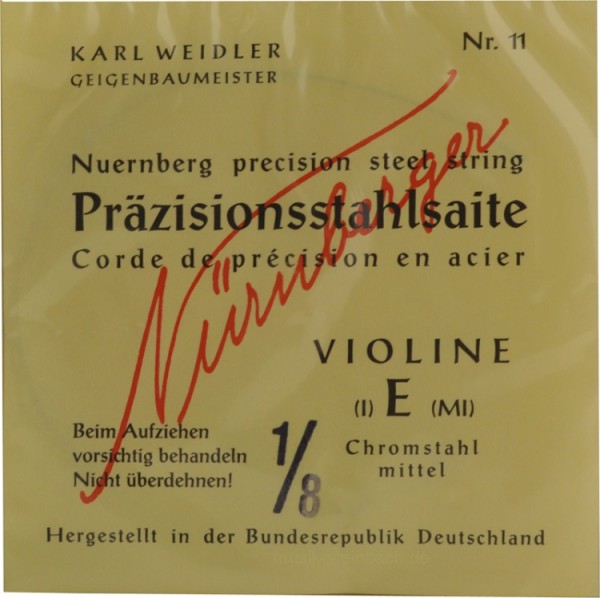 KARL WEIDLER
Nr. 11
GEIGENBAUMEISTER
Nürnberger
Nuernberg precision steel string
Präzisionsstahlsaite
Corde de précision en acier
VIOLINE
(I) E (MI)
Chromstahl
mittel
Beim Aufziehen
vorsichtig behandeln
Nicht überdehnen!
1/8
Hergestellt in der Bundesrepublik Deutschland